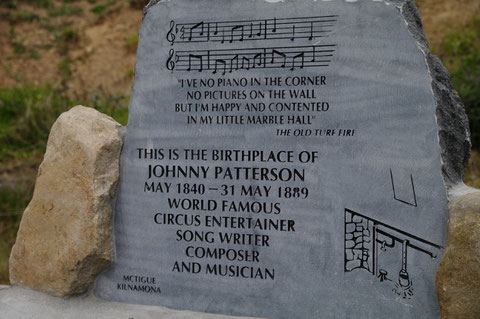 "I'VE NO PIANO IN THE CORNER
NO PICTURES ON THE WALL
BUT I'M HAPPY AND CONTENTED
IN MY LITTLE MARBLE HALL"
THE OLD TURF FIRE
THIS IS THE BIRTHPLACE OF
JOHNNY PATTERSON
MAY 1840 – 31 MAY 1889
WORLD FAMOUS
CIRCUS ENTERTAINER
SONG WRITER
COMPOSER
AND MUSICIAN
MCTIGUE
KILNAMONA